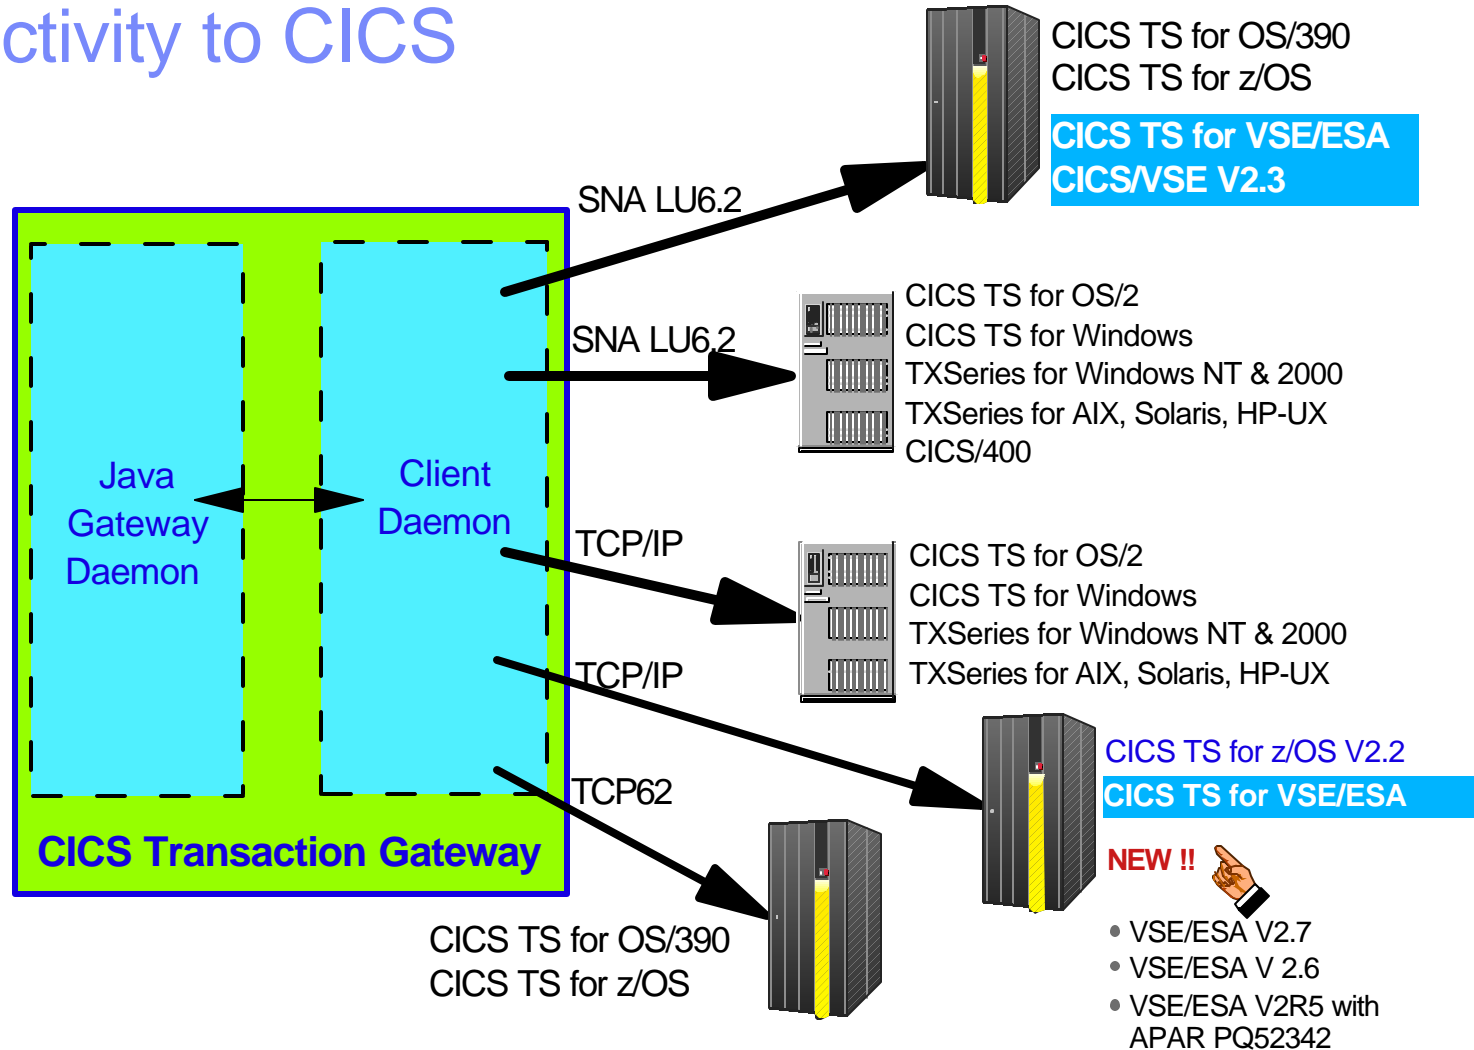 ctivity to CICS
CICS TS for OS/390
CICS TS for z/OS
CICS TS for VSE/ESA
CICS/VSE V2.3
SNA LU6.2
SNA LU6.2
CICS TS for OS/2
CICS TS for Windows
TXSeries for Windows NT & 2000
TXSeries for AIX, Solaris, HP-UX
CICS/400
Java
Gateway
Daemon
Client
Daemon
TCP/IP
CICS TS for OS/2
CICS TS for Windows
TXSeries for Windows NT & 2000
TXSeries for AIX, Solaris, HP-UX
TCP/IP
CICS TS for z/OS V2.2
CICS TS for VSE/ESA
TCP62
CICS Transaction Gateway
NEW !!
• VSE/ESA V2.7
• VSE/ESA V 2.6
• VSE/ESA V2R5 with
APAR PQ52342
CICS TS for OS/390
CICS TS for z/OS